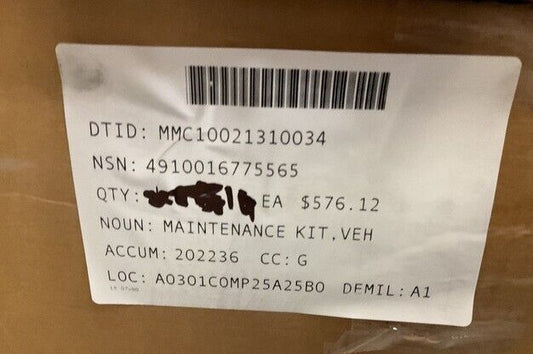 DTID: MMC10021310034
NSN: 4910016775565
QTY: EA $576.12
NOUN: MAINTENANCE KIT,VEH
ACCUM: 202236 CC: G
LOC: A0301COMP25A25B0 DEMIL: A1